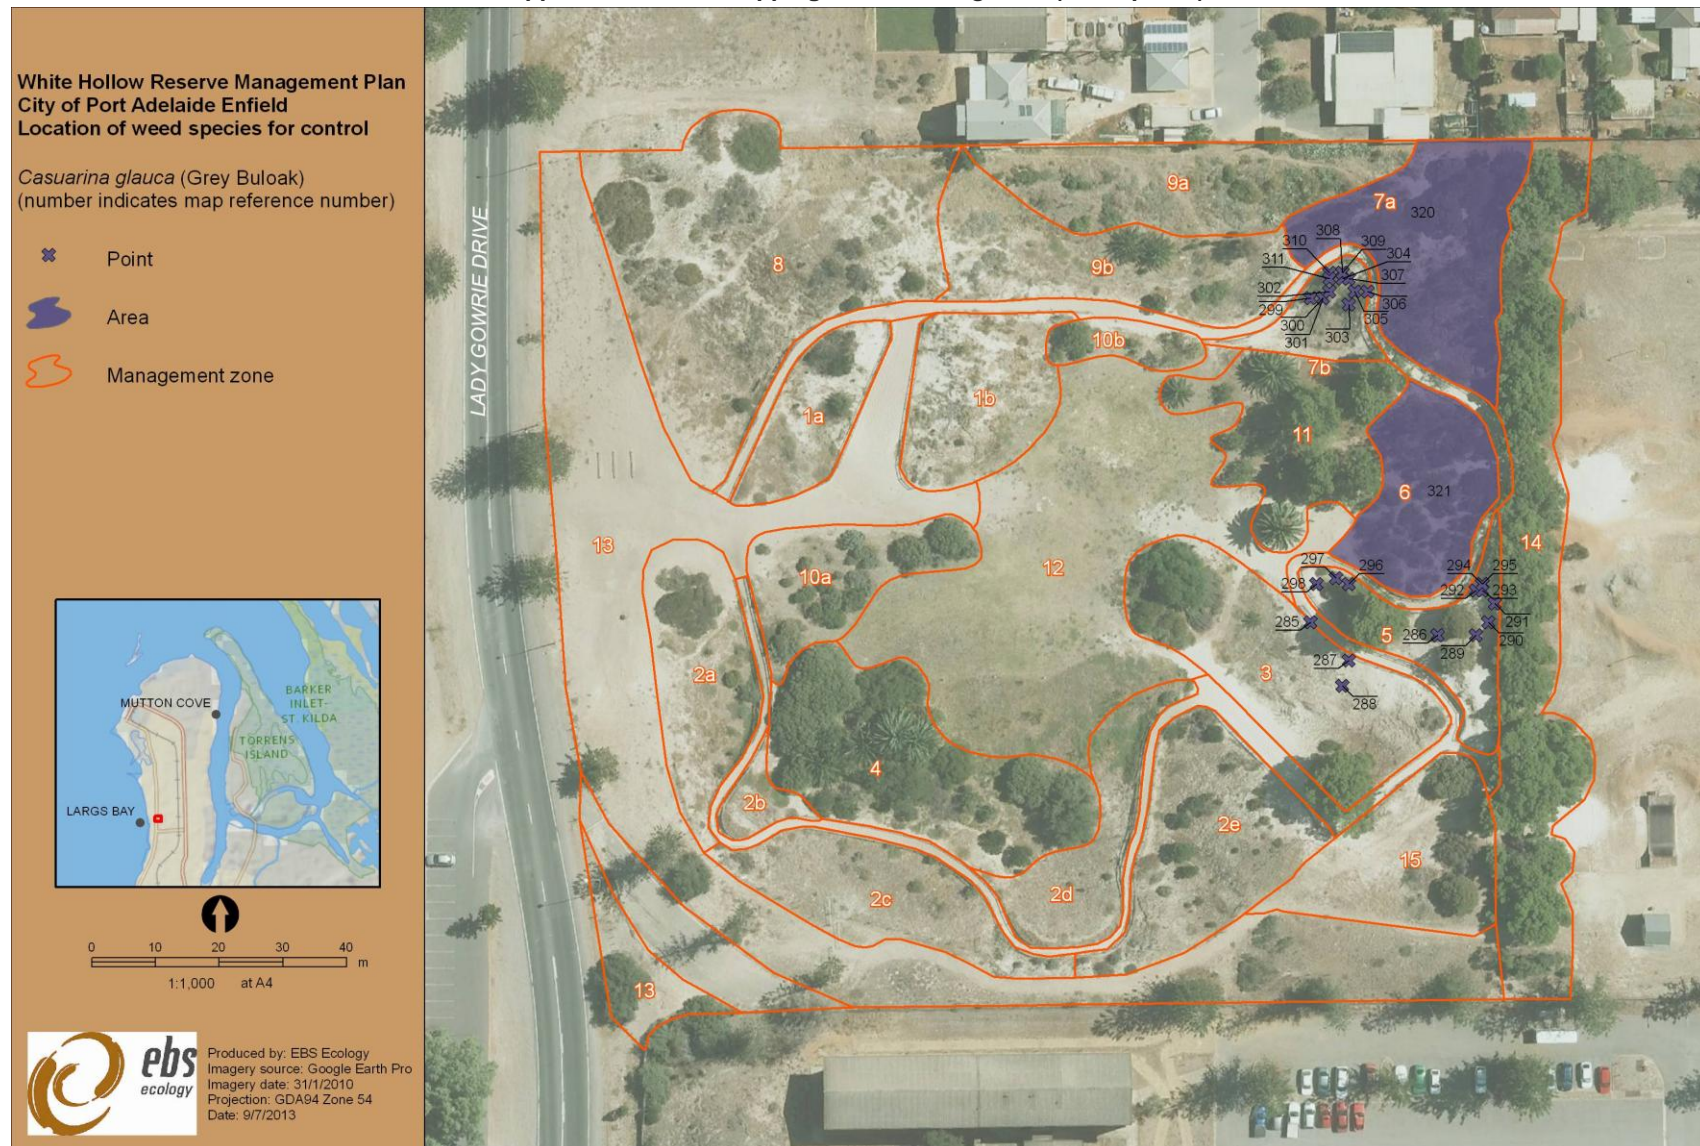 White Hollow Reserve Management Plan
City of Port Adelaide Enfield
Location of weed species for control
Casuarina glauca (Grey Buloak)
(number indicates map reference number)
Point
Area
Management zone
MUTTON COVE
BARKER
INLET-
ST. KILDA
TORRENS
ISLAND
LARGS BAY
0 10 20 30 40
m
1:1,000 at A4
ebs
ecology
Produced by: EBS Ecology
Imagery source: Google Earth Pro
Imagery date: 31/1/2010
Projection: GDA94 Zone 54
Date: 9/7/2013
LADY GOWRIE DRIVE
9a
7a
320
308
310
309
311
304
307
8
9b
302
299
306
300
305
301
303
10b
7b
1a
1b
11
6
321
13
12
14
10a
297
296
294
295
298
292
293
285
5
286
291
289
290
287
2a
3
288
4
2b
2e
15
2c
2d
13